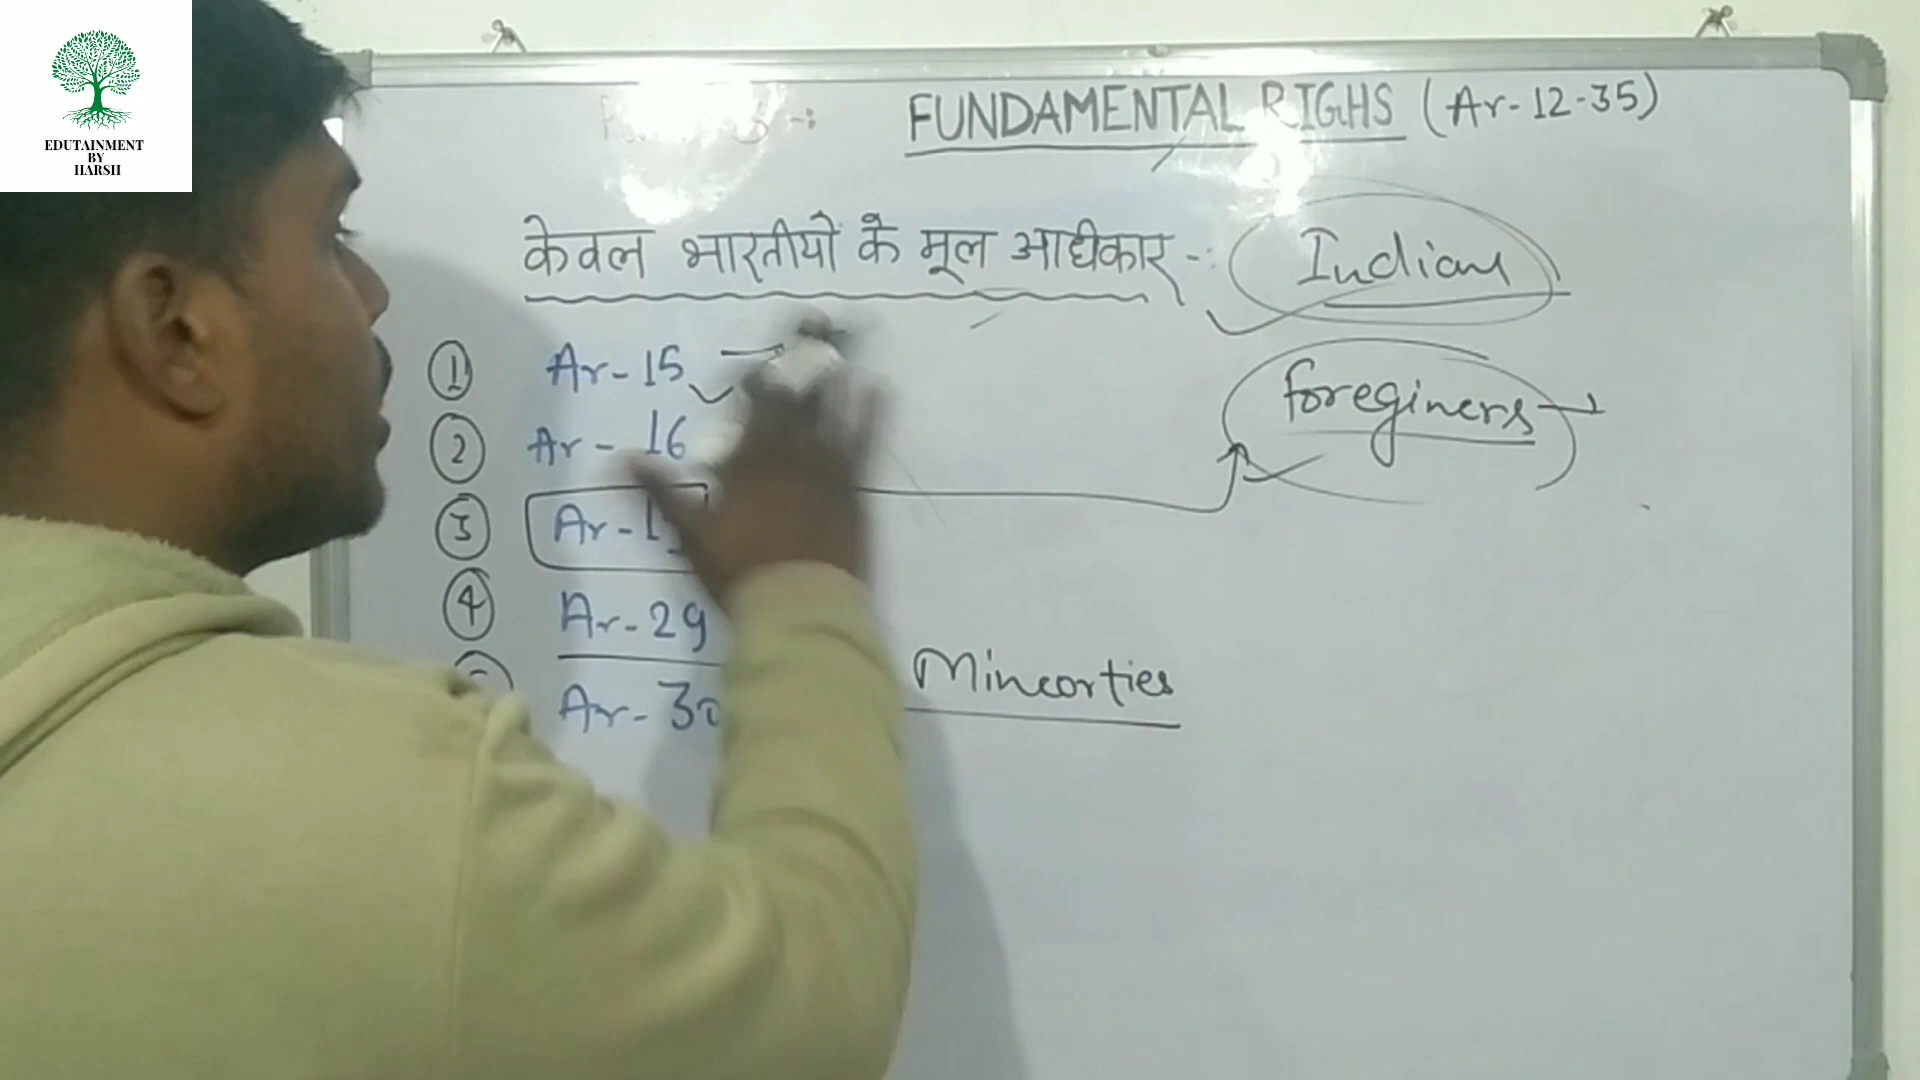 EDUTAINMENT
BY
HARSH
FUNDAMENTAL RIGHS (Ar-12-35)
केवल भारतीयों के मूल आधीकार -:
Indian
① Ar-15
foreginers
② Ar-16
③ Ar-
④ Ar-29
Mincorties
Ar-30